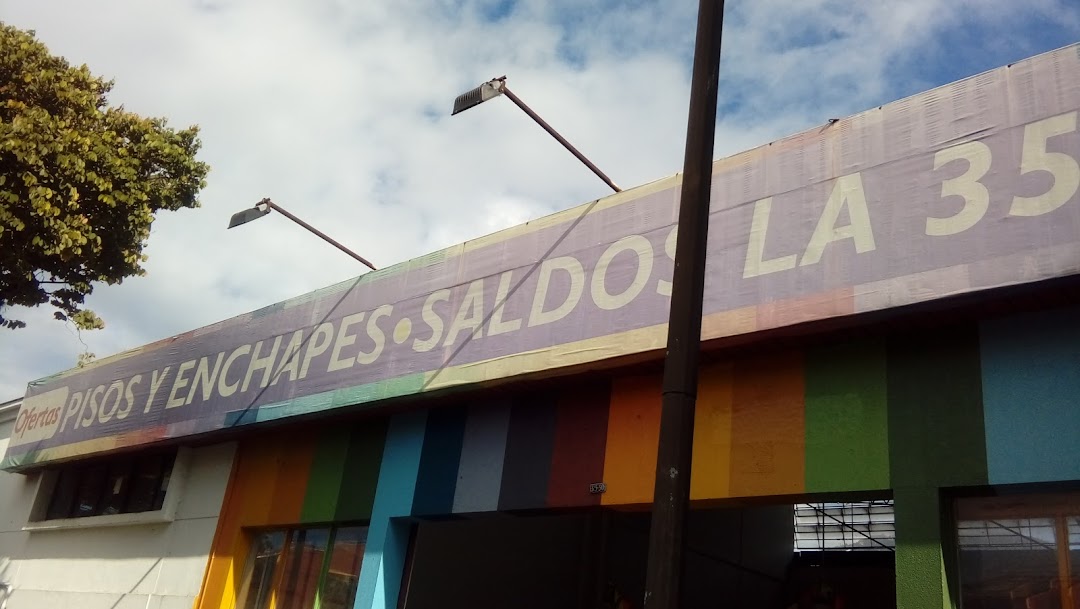 Ofertas PISOS Y ENCHAPES • SALDOS LA 35